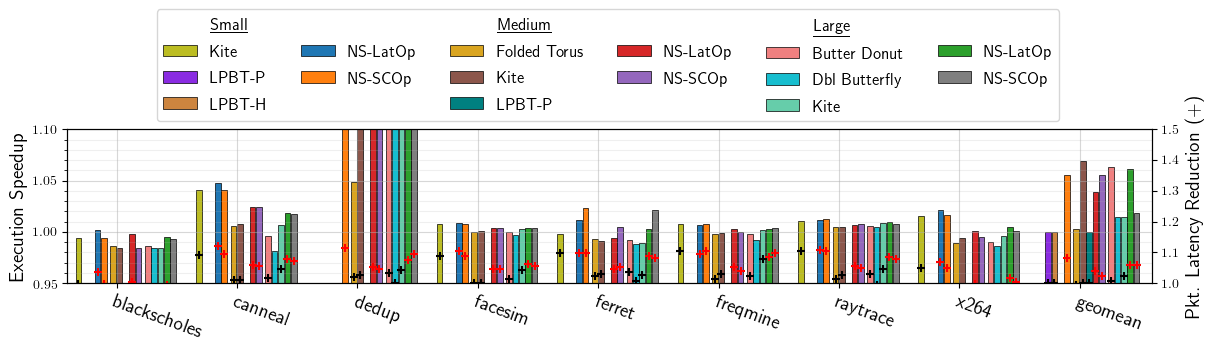 Small Medium Large
Kite NS-LatOp Folded Torus NS-LatOp Butter Donut NS-LatOp
LPBT-P NS-SCOp Kite NS-SCOp Dbl Butterfly NS-SCOp
LPBT-H LPBT-P Kite
Execution Speedup
1.10
1.05
1.00
0.95
1.5
1.4
1.3
1.2
1.1
1.0
Pkt. Latency Reduction (+)
blackscholes canneal dedup facesim ferret freqmine raytrace x264 geomean